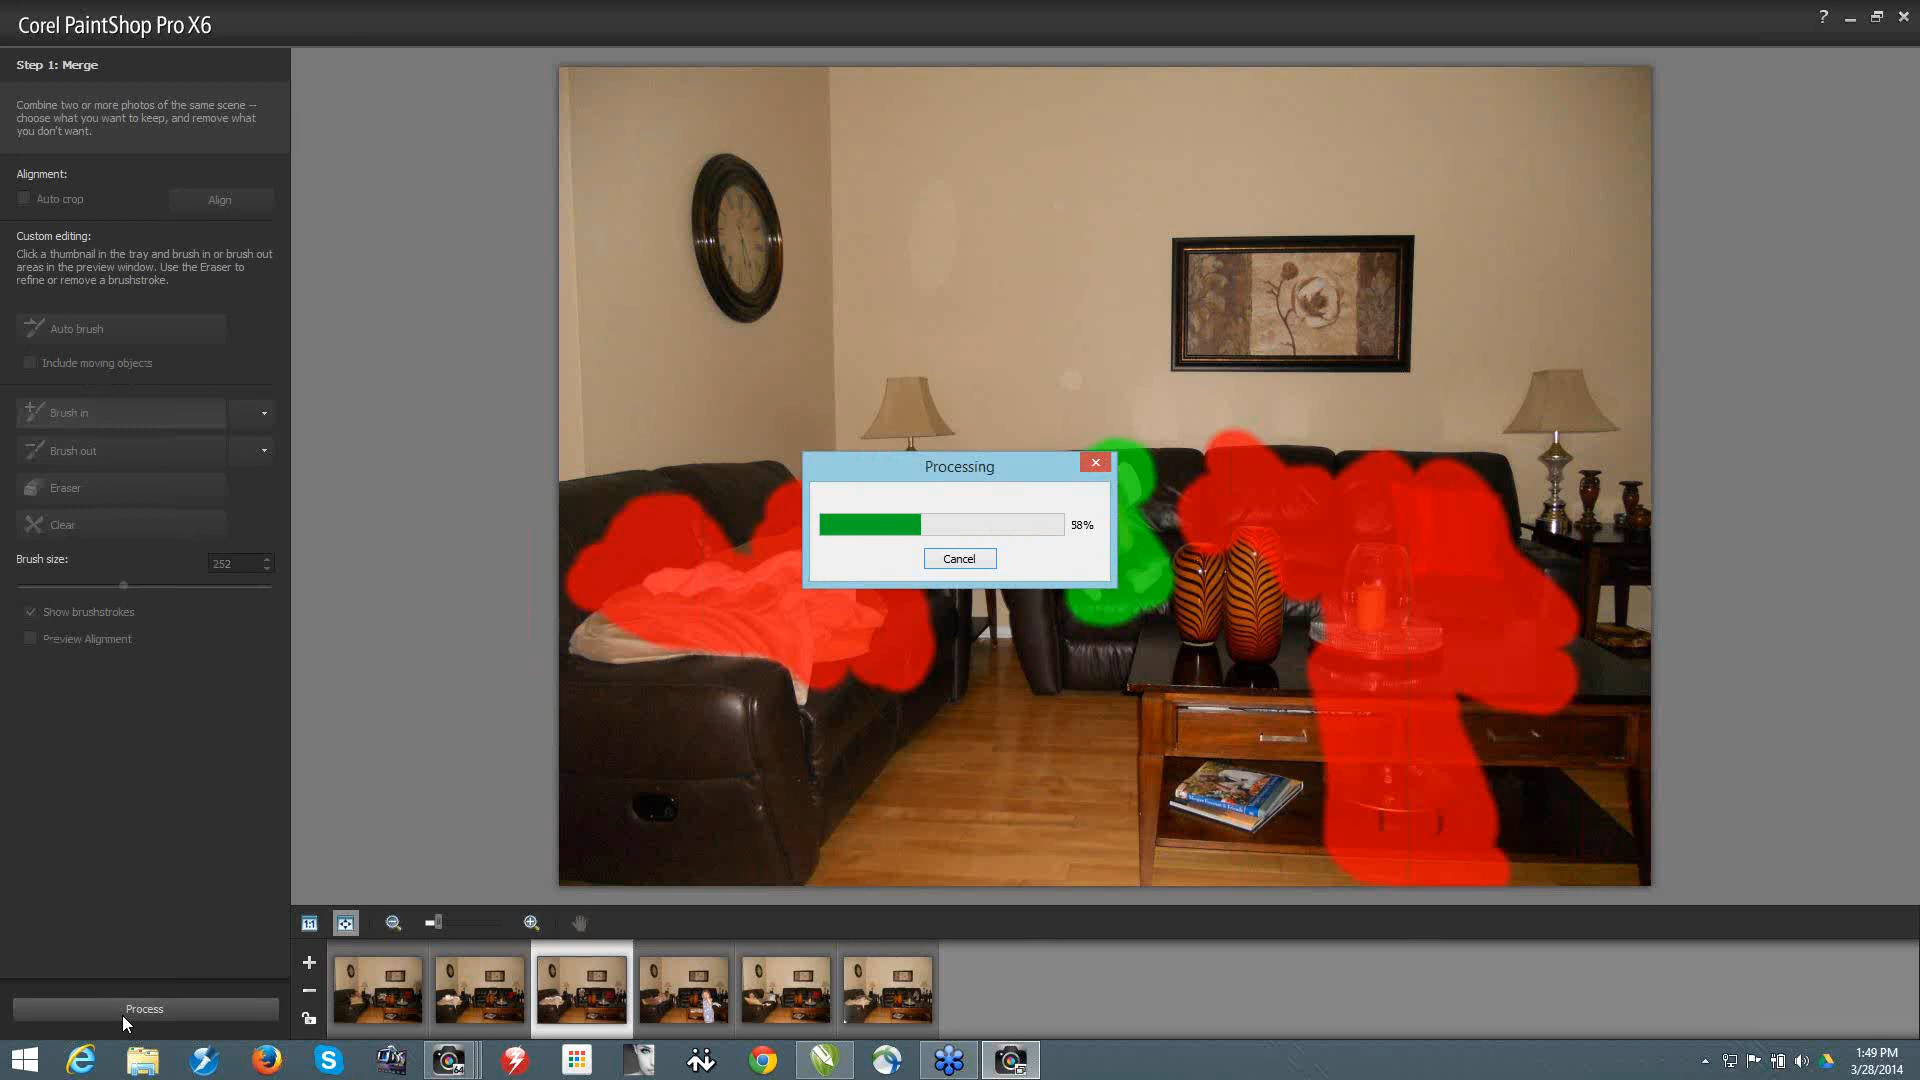 Corel PaintShop Pro X6
Step 1: Merge
Combine two or more photos of the same scene --
choose what you want to keep, and remove what
you don't want.
Alignment:
Auto crop
Align
Custom editing:
Click a thumbnail in the tray and brush in or brush out
areas in the preview window. Use the Eraser to
refine or remove a brushstroke.
Auto brush
Include moving objects
Brush in
Brush out
Eraser
Clear
Brush size:
252
Show brushstrokes
Preview Alignment
Process
Processing
58%
Cancel
1:1
64
1:49 PM
3/28/2014